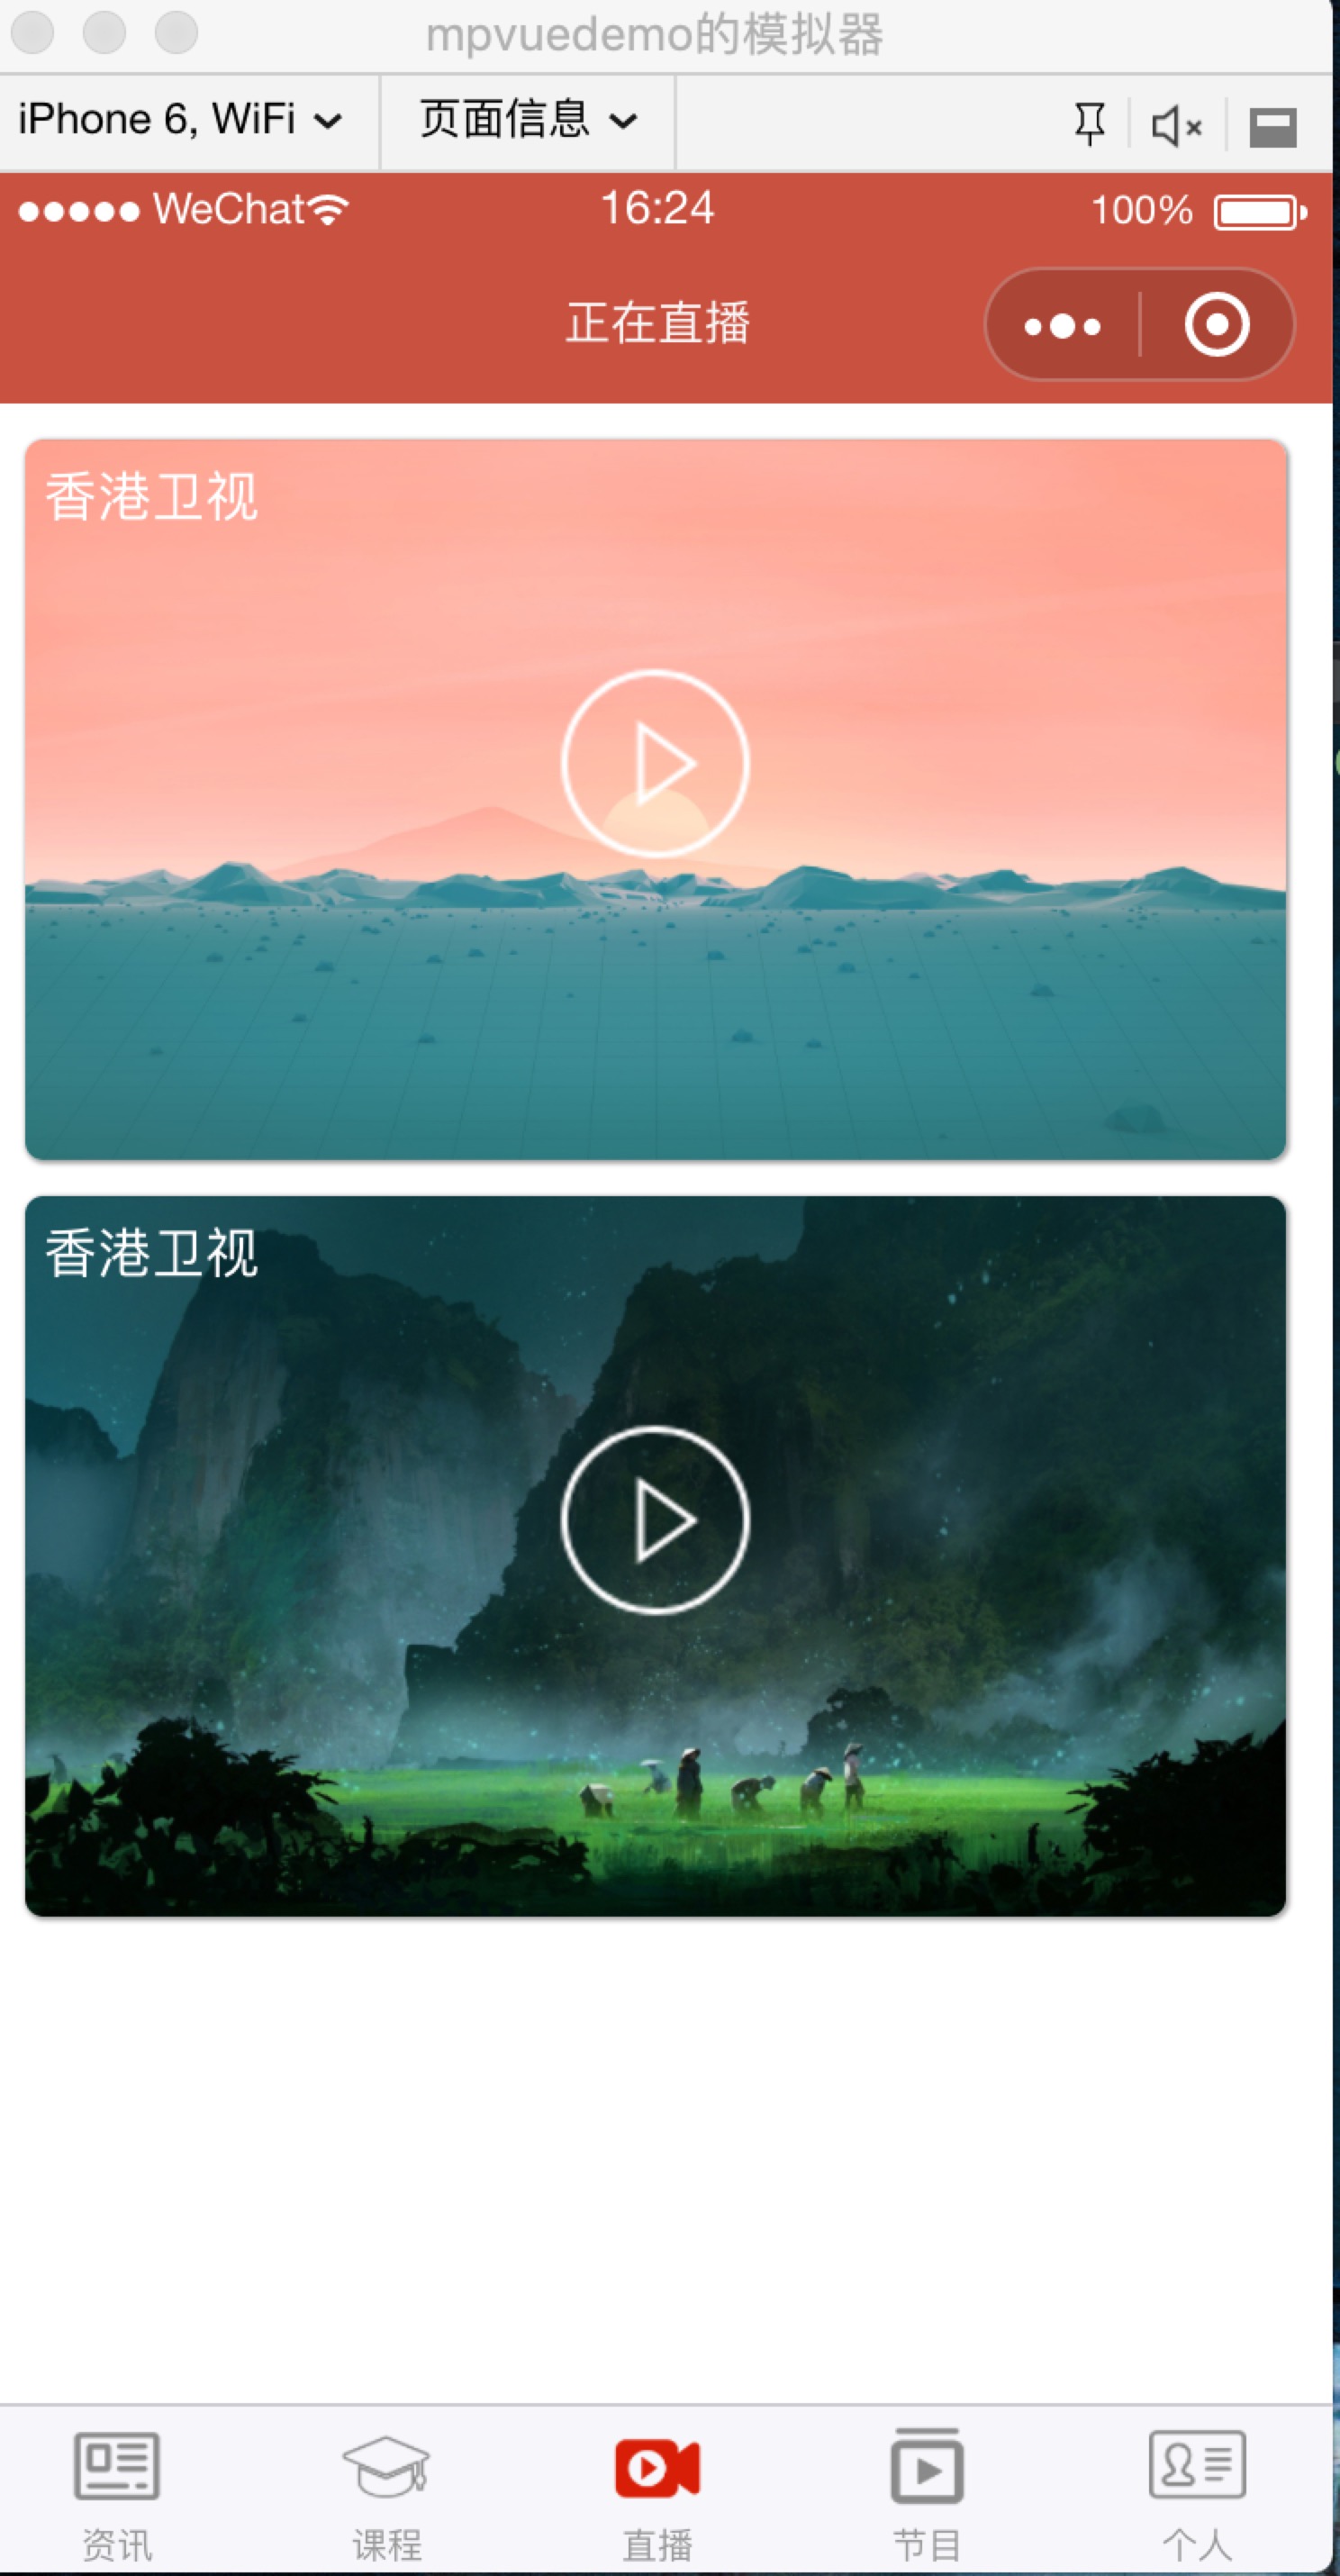 mpvuedemo的模拟器
iPhone 6, WiFi 页面信息
WeChat 16:24 100%
正在直播
香港卫视
香港卫视
资讯 课程 直播 节目 个人